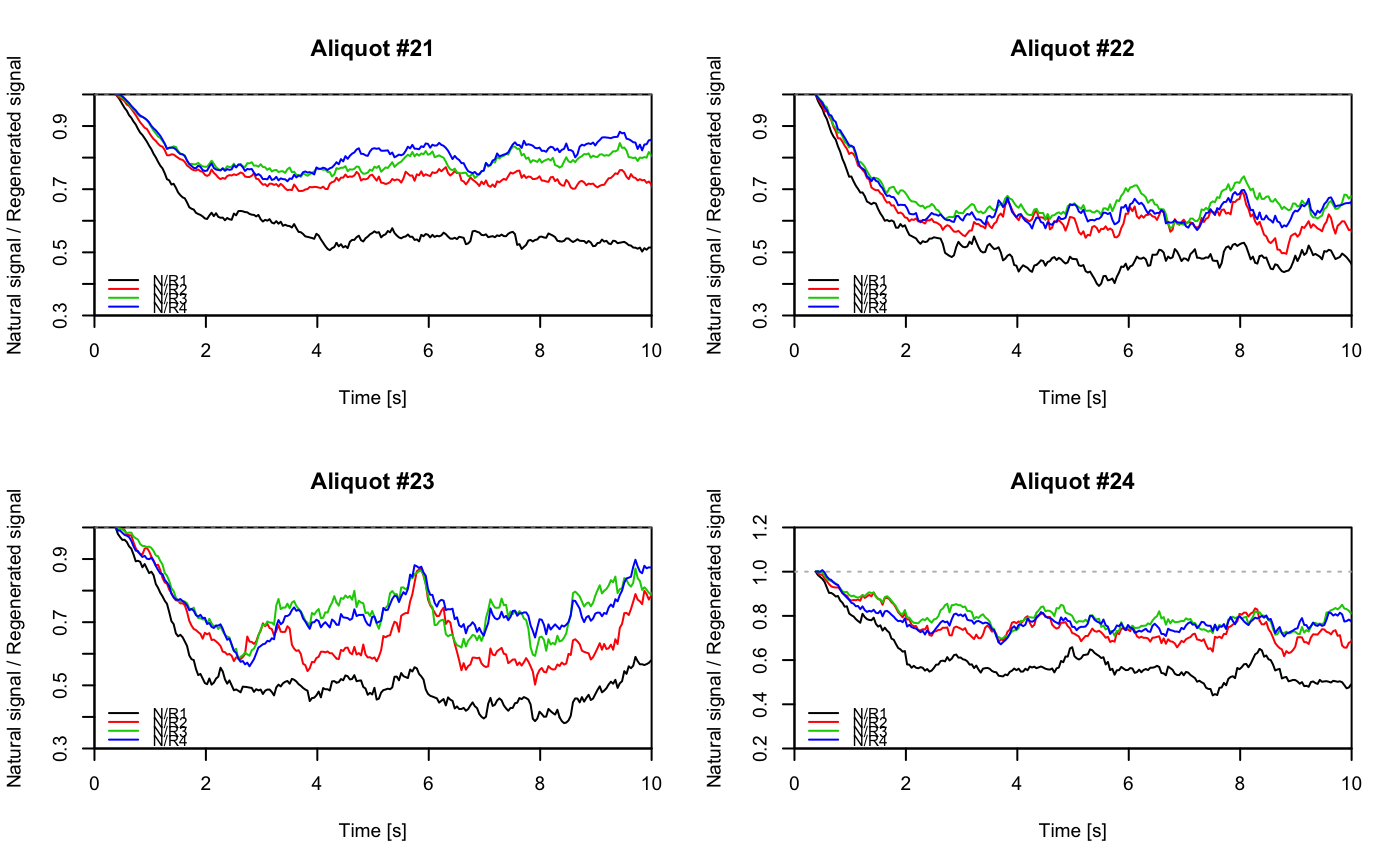 Aliquot #21
Natural signal / Regenerated signal
0.9
0.7
0.5
0.3
N/R1
N/R2
N/R3
N/R4
0 2 4 6 8 10
Time [s]
Aliquot #22
Natural signal / Regenerated signal
0.9
0.7
0.5
0.3
N/R1
N/R2
N/R3
N/R4
0 2 4 6 8 10
Time [s]
Aliquot #23
Natural signal / Regenerated signal
0.9
0.7
0.5
0.3
N/R1
N/R2
N/R3
N/R4
0 2 4 6 8 10
Time [s]
Aliquot #24
Natural signal / Regenerated signal
1.2
1.0
0.8
0.6
0.4
0.2
N/R1
N/R2
N/R3
N/R4
0 2 4 6 8 10
Time [s]